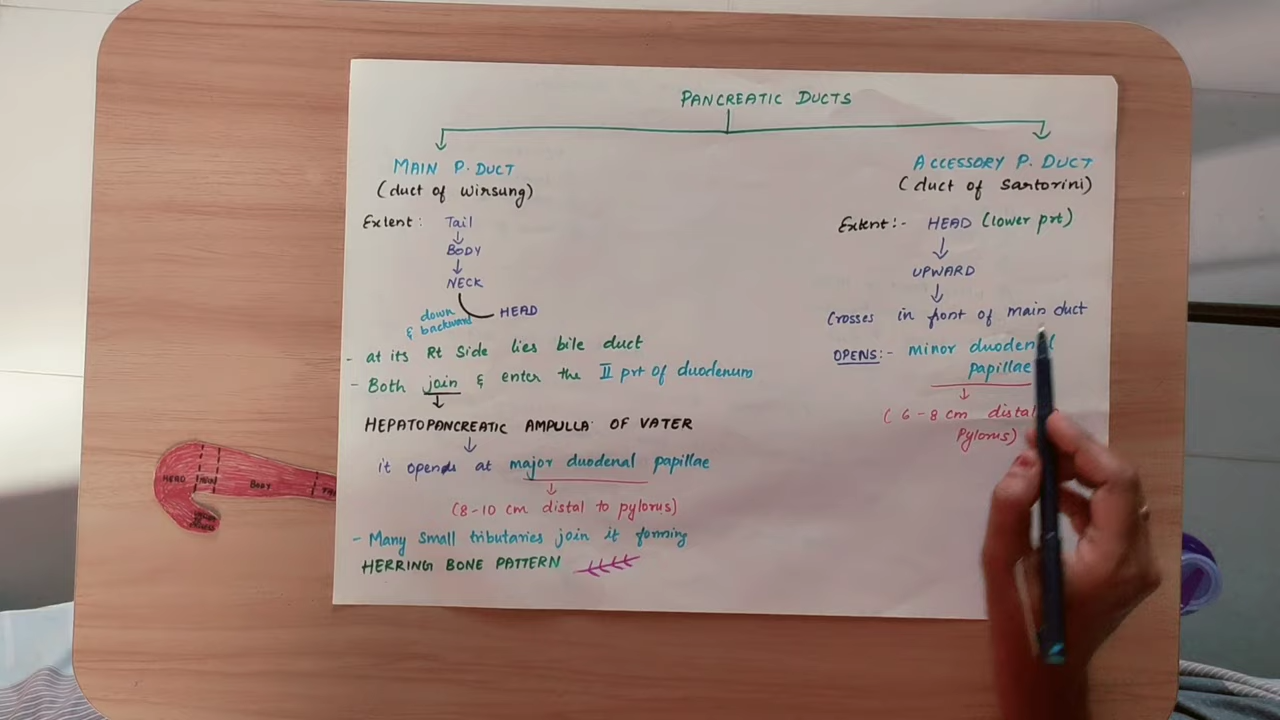 PANCREATIC DUCTS
MAIN P. DUCT
(duct of Wirsung)
Extent: Tail
BODY
NECK
down
& backward
HEAD
- at its Rt Side lies bile duct
- Both join & enter the II prt of duodenum
HEPATOPANCREATIC AMPULLA OF VATER
it opends at major duodenal papillae
(8-10 cm distal to pylorus)
- Many Small tributaries join it forming
HERRING BONE PATTERN
ACCESSORY P. DUCT
(duct of Sartorini)
Extent:- HEAD (lower prt)
UPWARD
Crosses in front of main duct
OPENS:- minor duodenal
papillae
(6-8 cm distal
Pylorus)
HEAD
Body